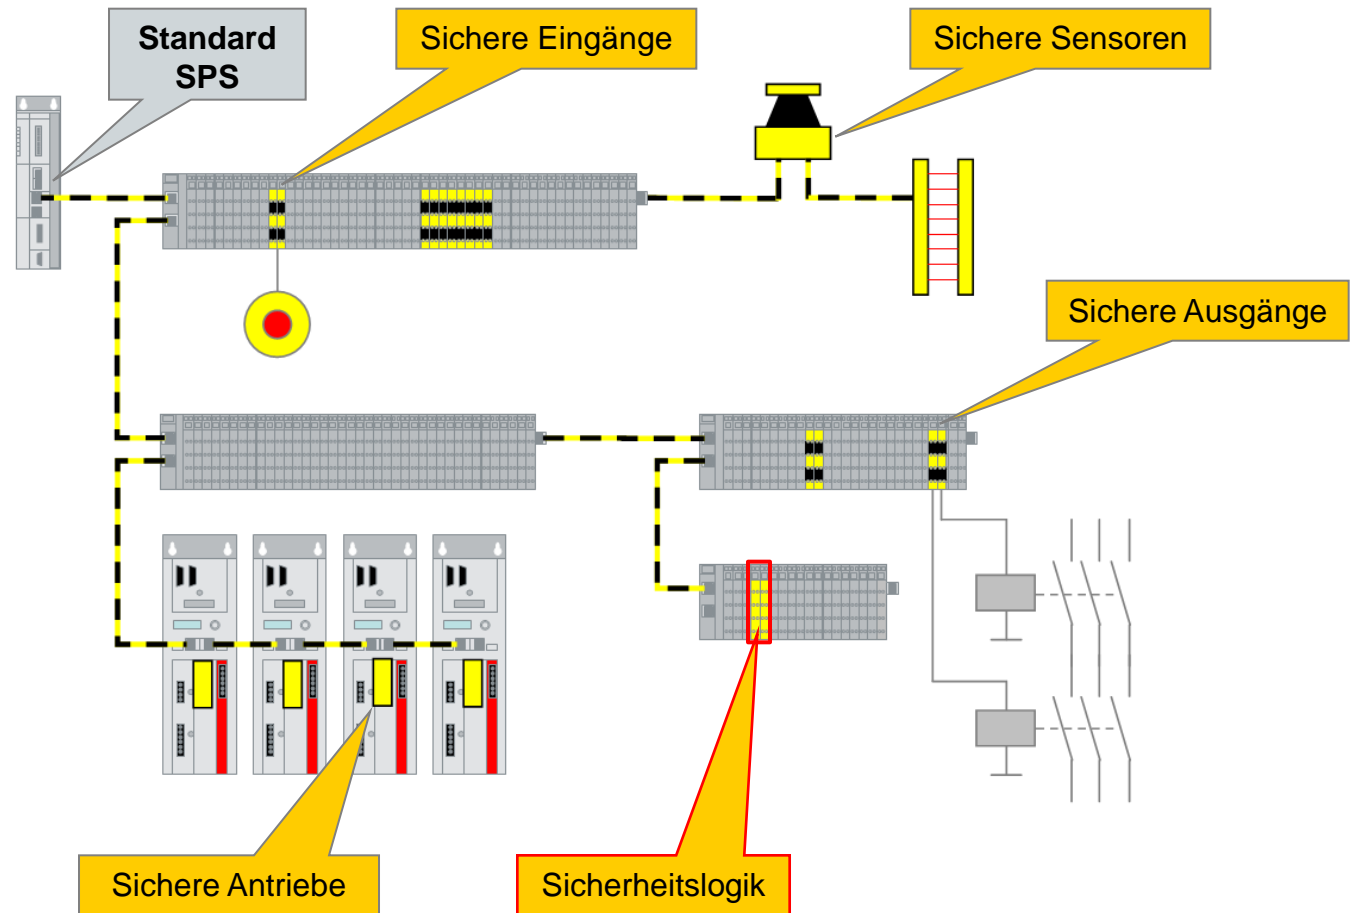 Standard
SPS
Sichere Eingänge
Sichere Sensoren
Sichere Ausgänge
Sichere Antriebe
Sicherheitslogik